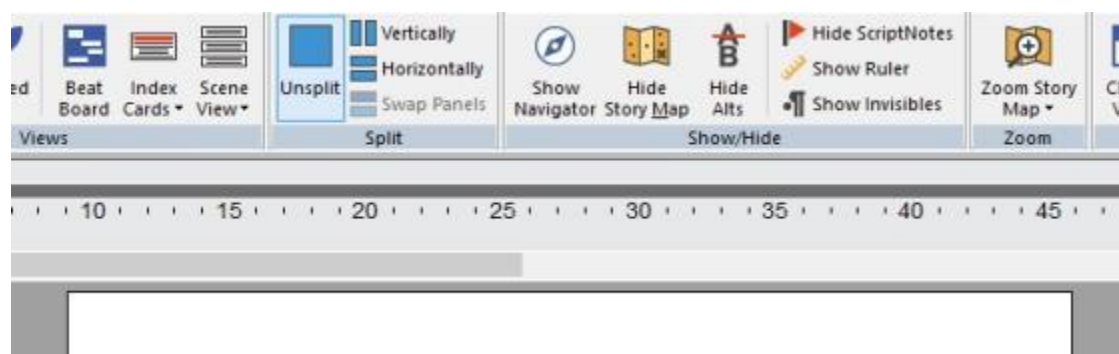 ed
Beat Board
Index Cards
Scene View
Views
Unsplit
Vertically
Horizontally
Swap Panels
Split
Show Navigator
Hide Story Map
Hide Alts
Hide ScriptNotes
Show Ruler
Show Invisibles
Show/Hide
Zoom Story Map
Zoom
10 15 20 25 30 35 40 45